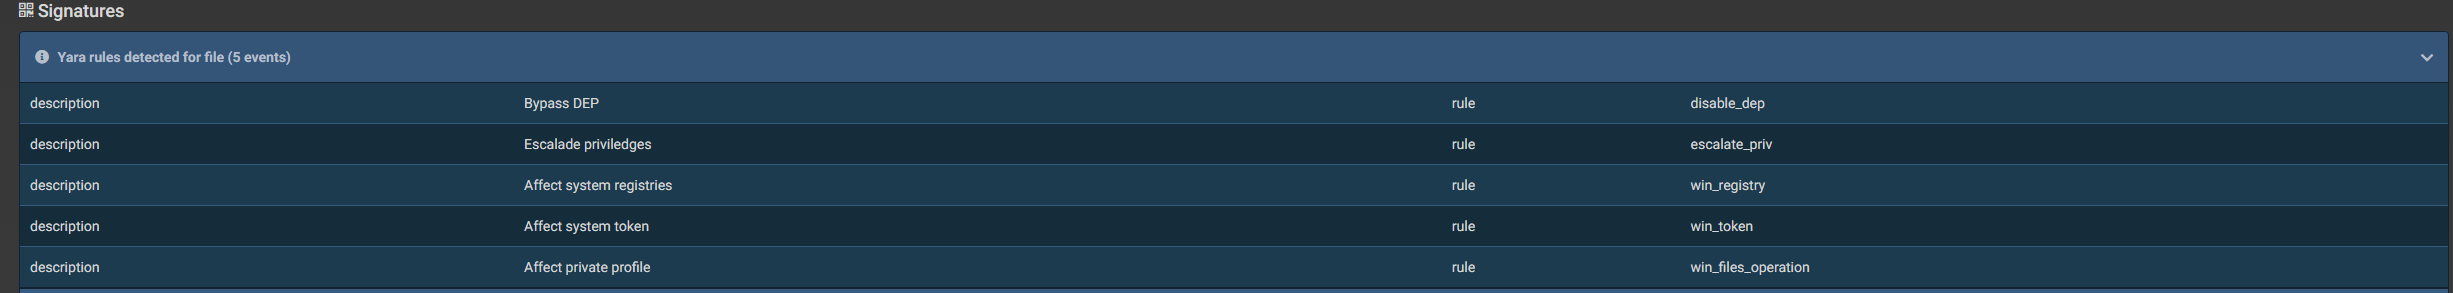 Signatures
Yara rules detected for file (5 events)
description Bypass DEP rule disable_dep
description Escalade priviledges rule escalate_priv
description Affect system registries rule win_registry
description Affect system token rule win_token
description Affect private profile rule win_files_operation